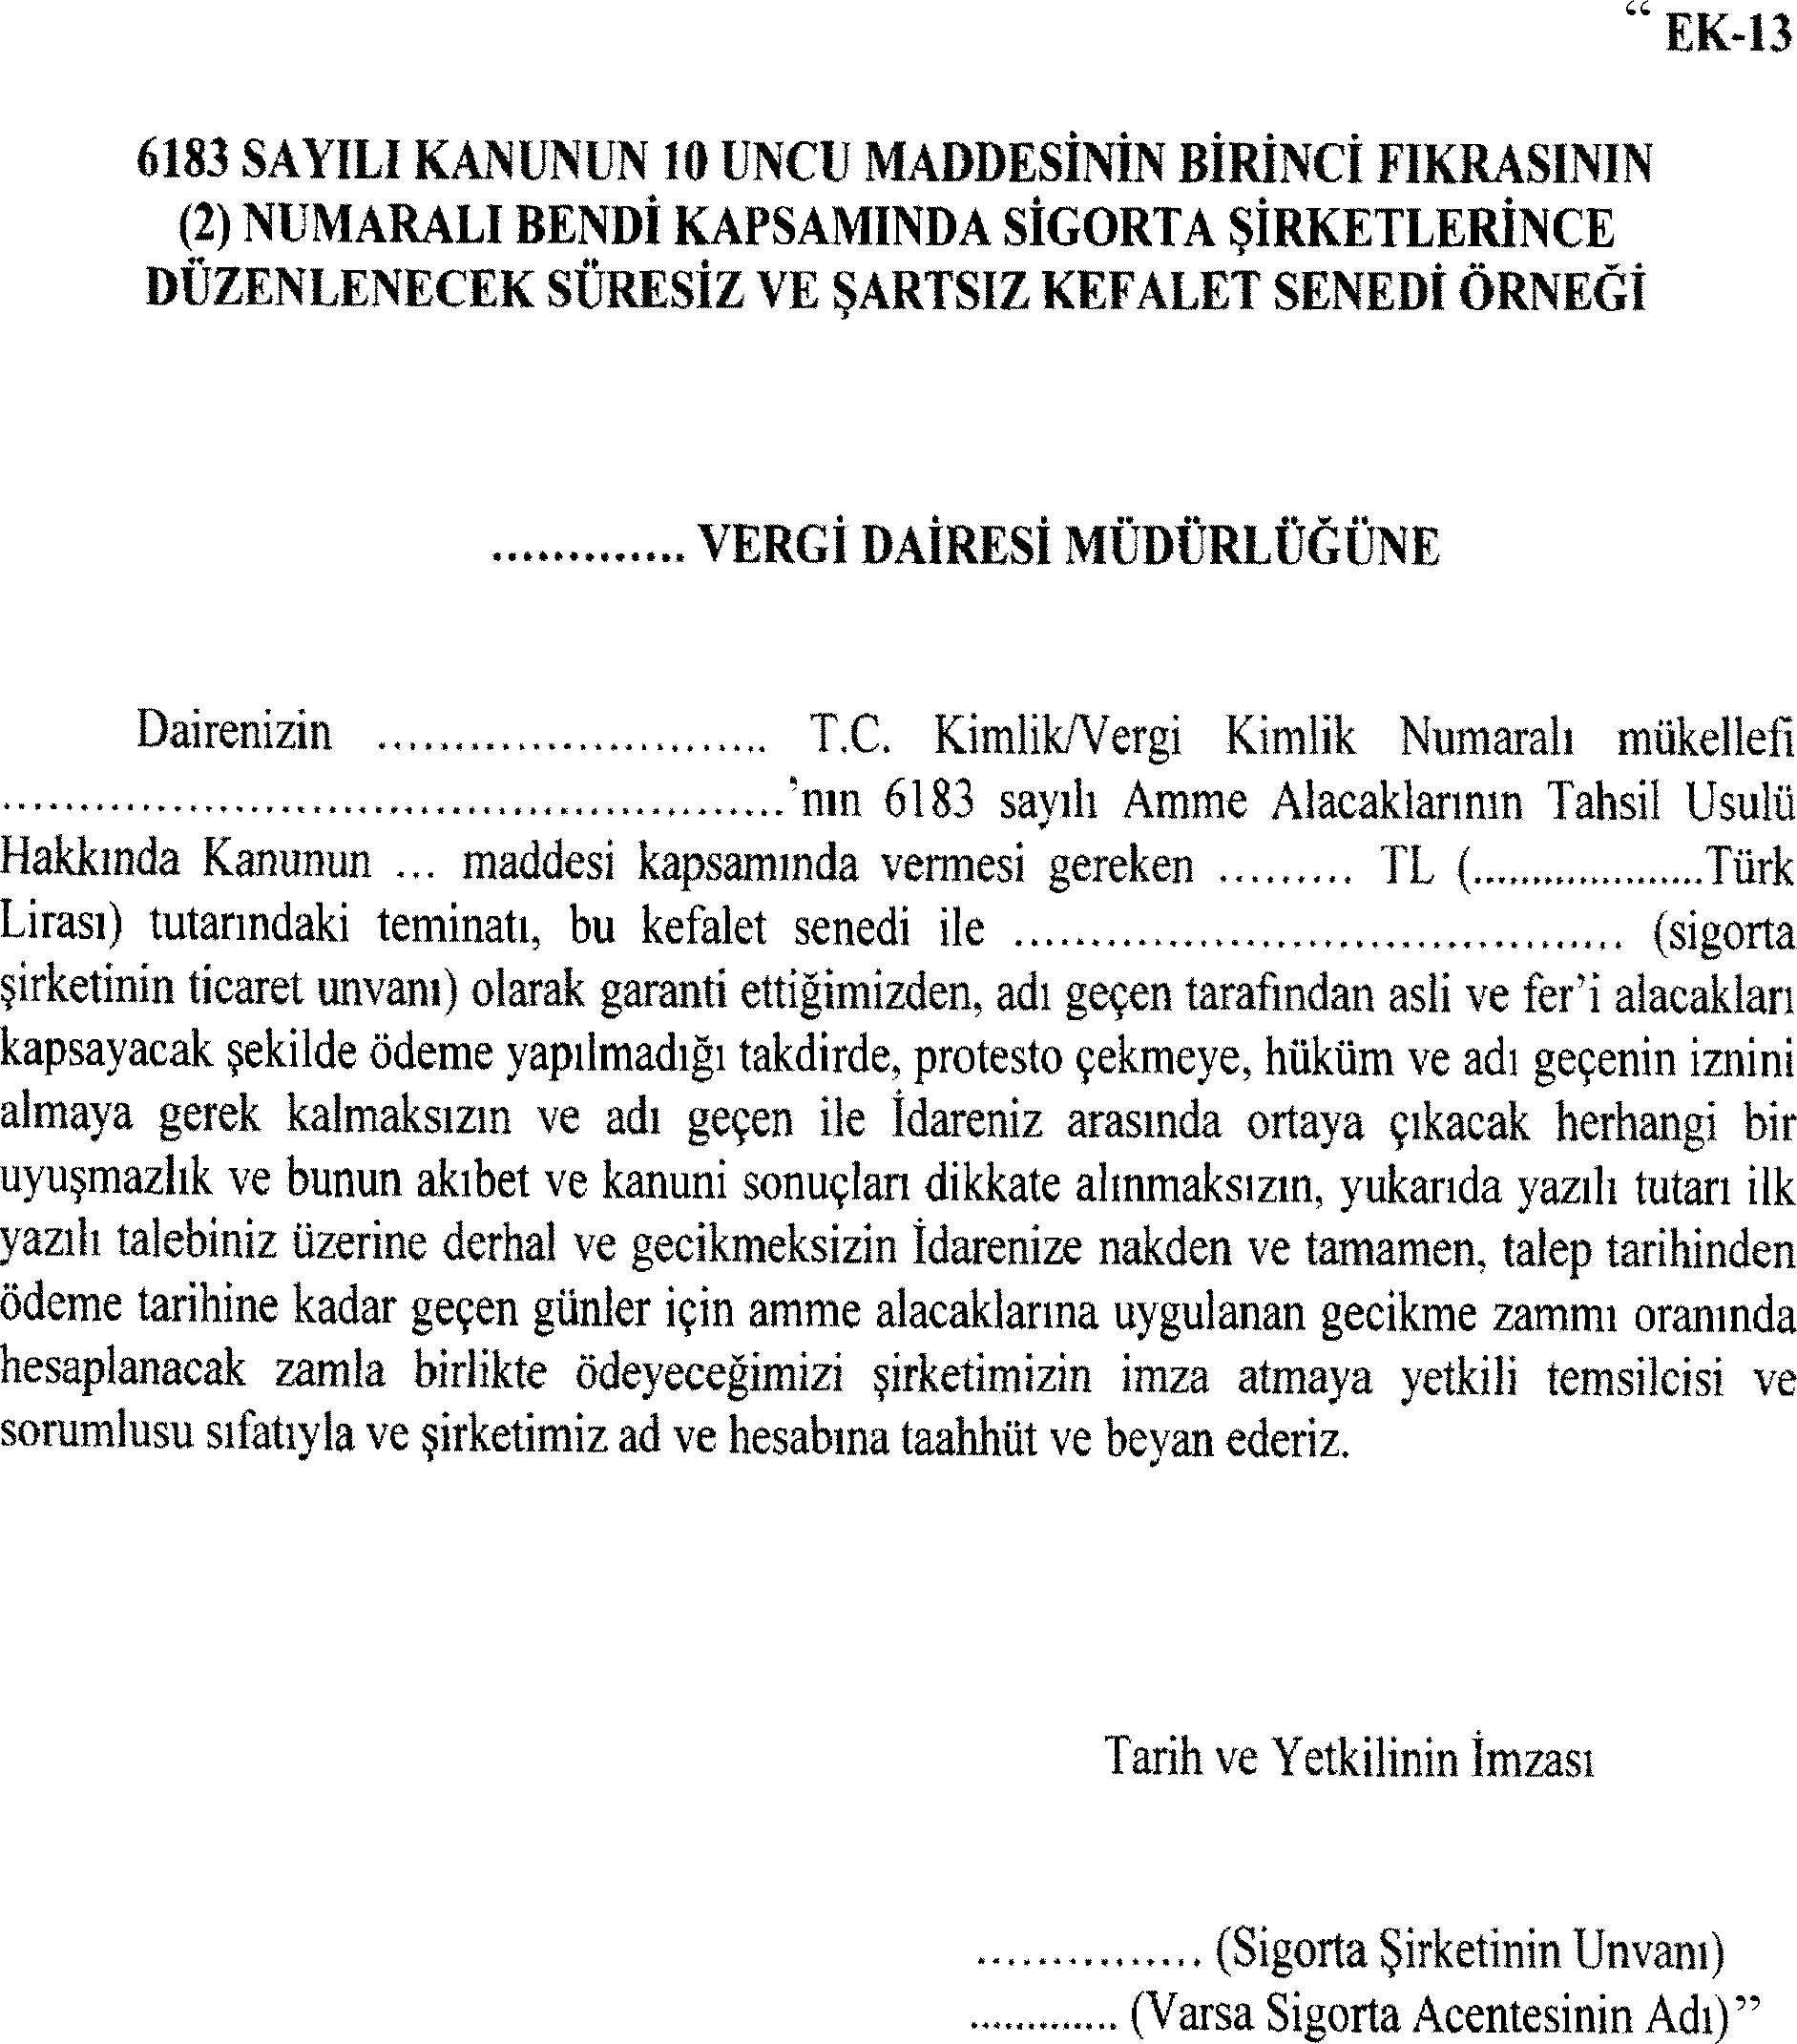 “ EK-13
6183 SAYILI KANUNUN 10 UNCU MADDESİNİN BİRİNCİ FIKRASININ
(2) NUMARALI BENDİ KAPSAMINDA SİGORTA ŞİRKETLERİNCE
DÜZENLENECEK SÜRESİZ VE ŞARTSIZ KEFALET SENEDİ ÖRNEĞİ
............. VERGİ DAİRESİ MÜDÜRLÜĞÜNE
Dairenizin .......................... T.C. Kimlik/Vergi Kimlik Numaralı mükellefi
....................................................’nın 6183 sayılı Amme Alacaklarının Tahsil Usulü
Hakkında Kanunun ... maddesi kapsamında vermesi gereken ......... TL (......................Türk
Lirası) tutarındaki teminatı, bu kefalet senedi ile ........................................ (sigorta
şirketinin ticaret unvanı) olarak garanti ettiğimizden, adı geçen tarafından asli ve fer’i alacakları
kapsayacak şekilde ödeme yapılmadığı takdirde, protesto çekmeye, hüküm ve adı geçenin iznini
almaya gerek kalmaksızın ve adı geçen ile İdareniz arasında ortaya çıkacak herhangi bir
uyuşmazlık ve bunun akıbet ve kanuni sonuçları dikkate alınmaksızın, yukarıda yazılı tutarı ilk
yazılı talebiniz üzerine derhal ve gecikmeksizin İdarenize nakden ve tamamen, talep tarihinden
ödeme tarihine kadar geçen günler için amme alacaklarına uygulanan gecikme zammı oranında
hesaplanacak zamla birlikte ödeyeceğimizi şirketimizin imza atmaya yetkili temsilcisi ve
sorumlusu sıfatıyla ve şirketimiz ad ve hesabına taahhüt ve beyan ederiz.
Tarih ve Yetkilinin İmzası
............... (Sigorta Şirketinin Unvanı)
.............. (Varsa Sigorta Acentesinin Adı)”